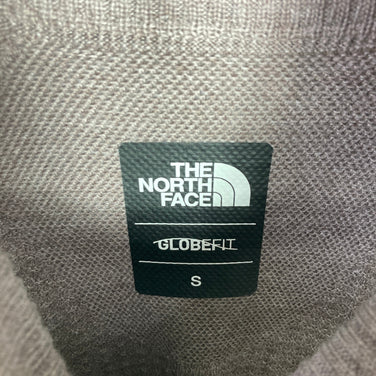 THE
NORTH
FACE
GLOBEFIT
S